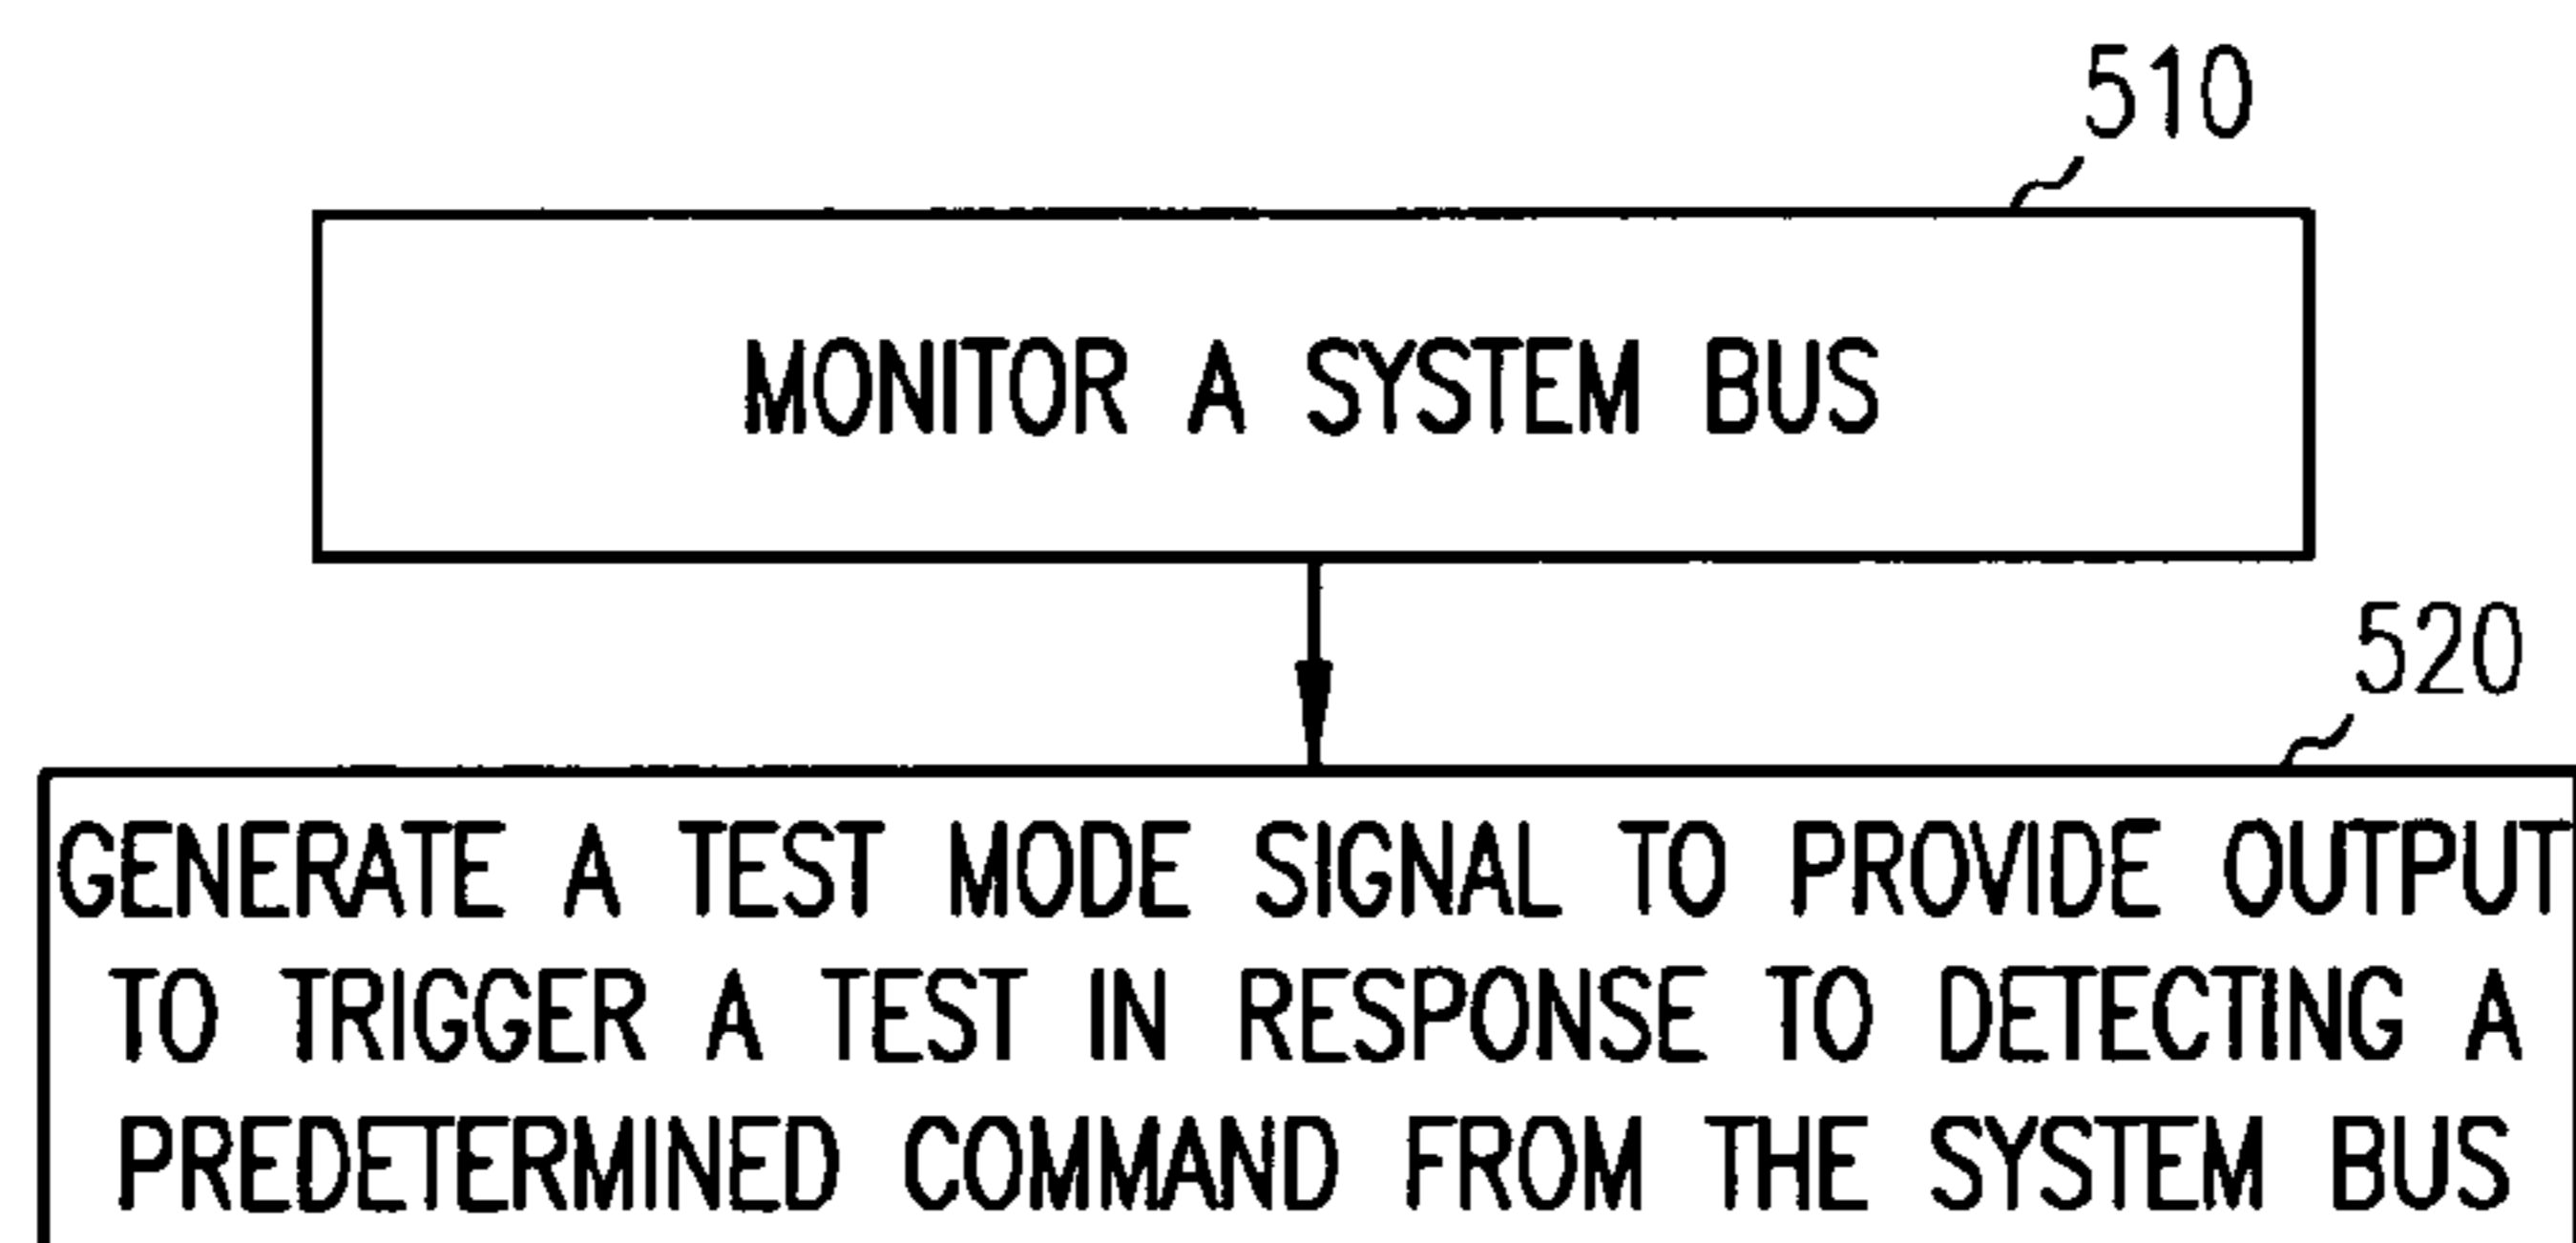 510
MONITOR A SYSTEM BUS
520
GENERATE A TEST MODE SIGNAL TO PROVIDE OUTPUT
TO TRIGGER A TEST IN RESPONSE TO DETECTING A
PREDETERMINED COMMAND FROM THE SYSTEM BUS